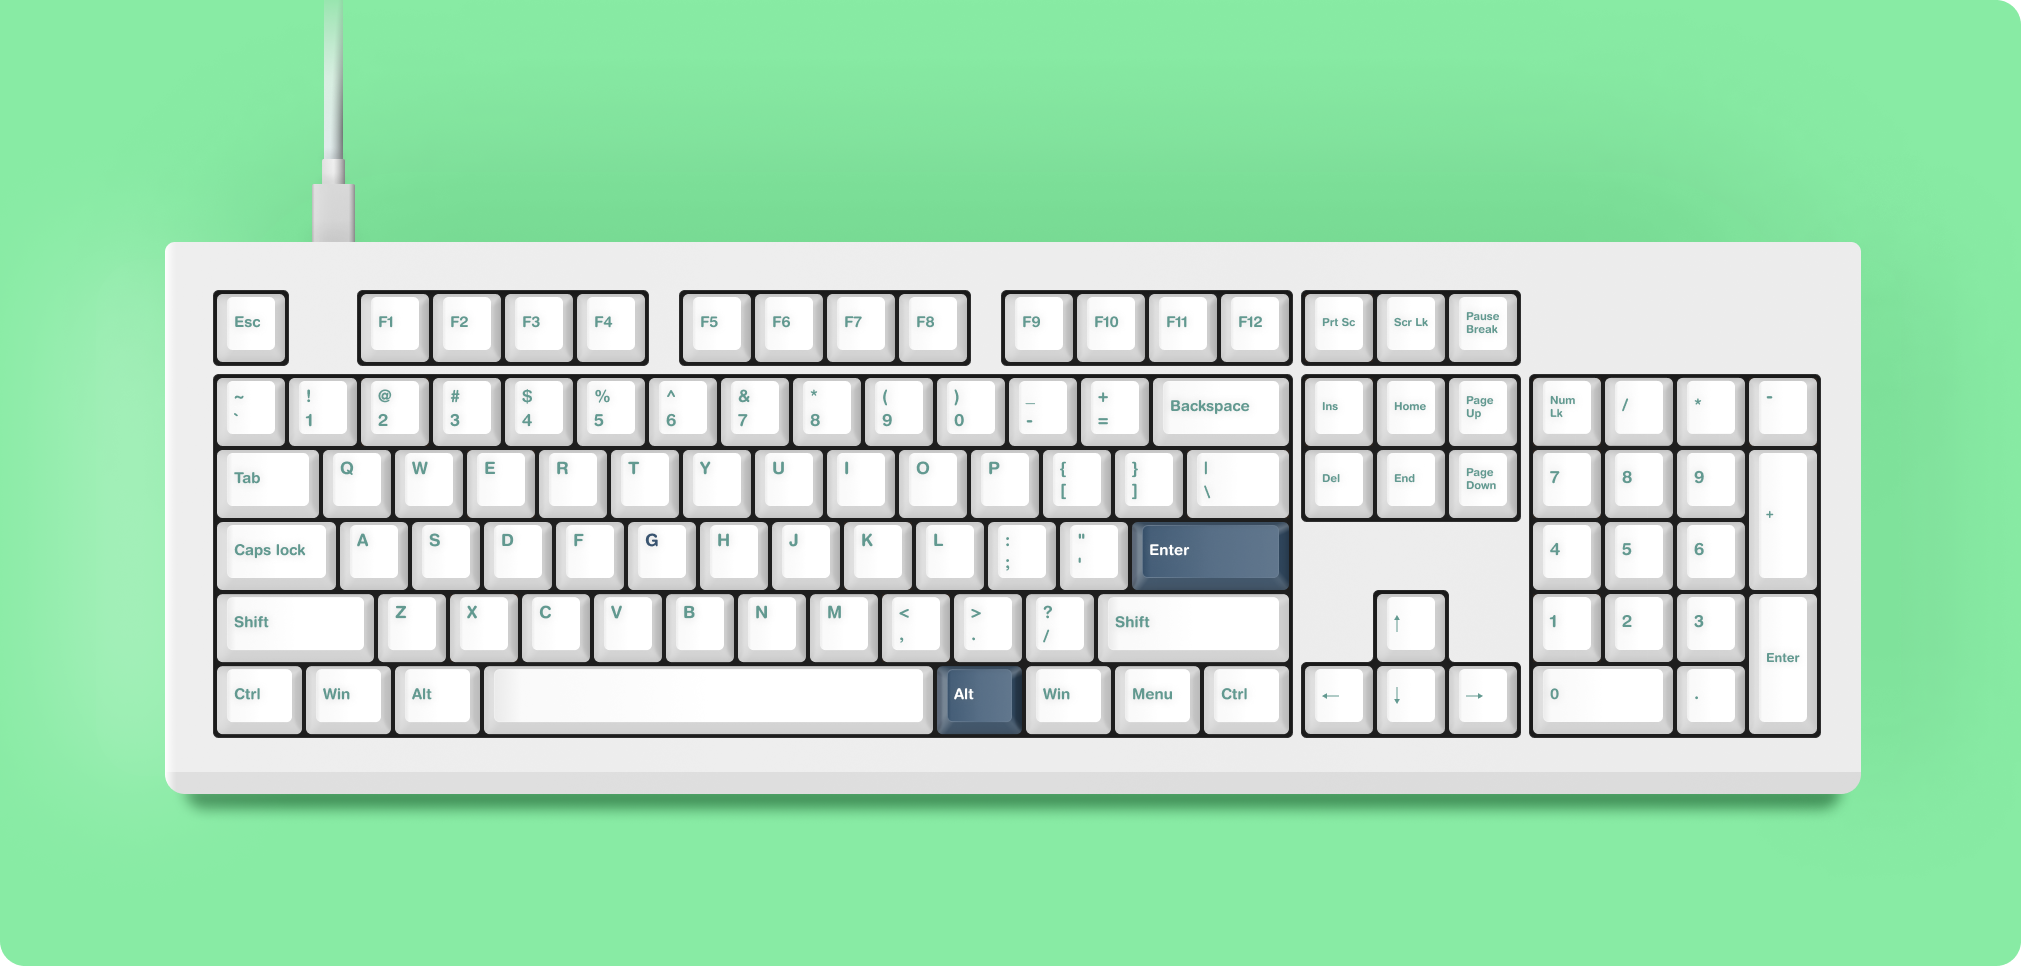 Esc F1 F2 F3 F4 F5 F6 F7 F8 F9 F10 F11 F12 Prt Sc Scr Lk Pause
Break
~ ! @ # $ % ^ & * ( ) _ + Backspace Ins Home Page
Up Num
Lk / * -
` 1 2 3 4 5 6 7 8 9 0 - =
Tab Q W E R T Y U I O P { } | Del End Page
Down 7 8 9 +
[ ] \
Caps lock A S D F G H J K L : " Enter 4 5 6
; '
Shift Z X C V B N M < > ? Shift ↑ 1 2 3 Enter
, . /
Ctrl Win Alt Alt Win Menu Ctrl ← ↓ → 0 .